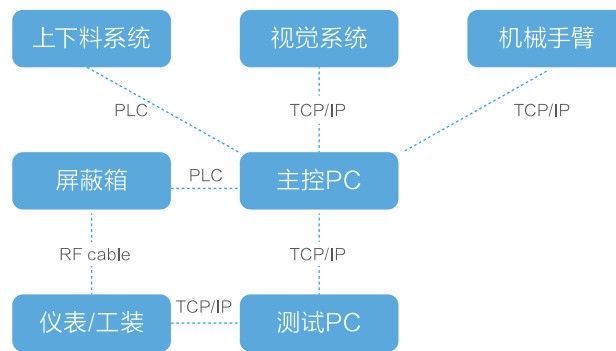 上下料系统
视觉系统
机械手臂
PLC
TCP/IP
TCP/IP
屏蔽箱
PLC
主控PC
RF cable
TCP/IP
仪表/工装
TCP/IP
测试PC